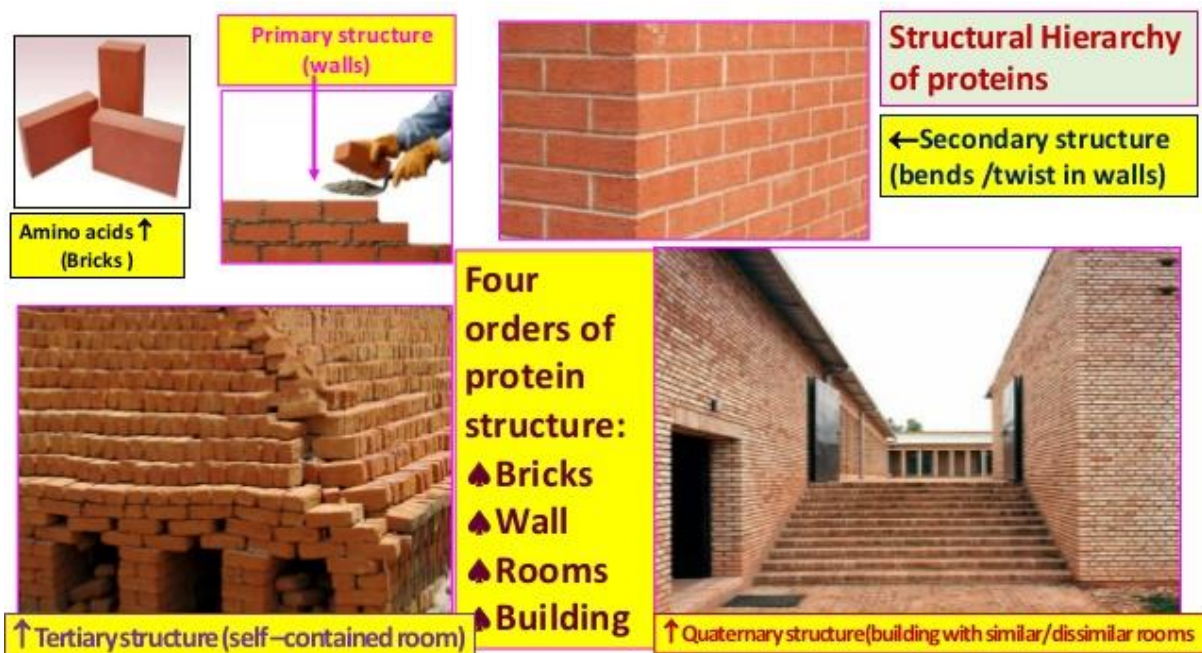 Primary structure
(walls)
Structural Hierarchy
of proteins
←Secondary structure
(bends /twist in walls)
Amino acids ↑
(Bricks )
Four
orders of
protein
structure:
♠Bricks
♠Wall
♠Rooms
♠Building
↑Tertiary structure (self –contained room)
↑Quaternary structure(building with similar/dissimilar rooms